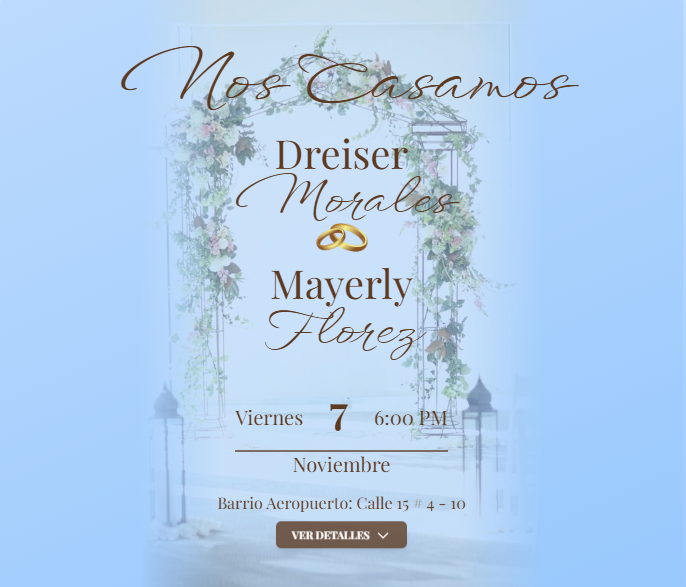 Nos Casamos
Dreiser
Morales
Mayerly
Florez
Viernes 7 6:00 PM
Noviembre
Barrio Aeropuerto: Calle 15 # 4 - 10
VER DETALLES